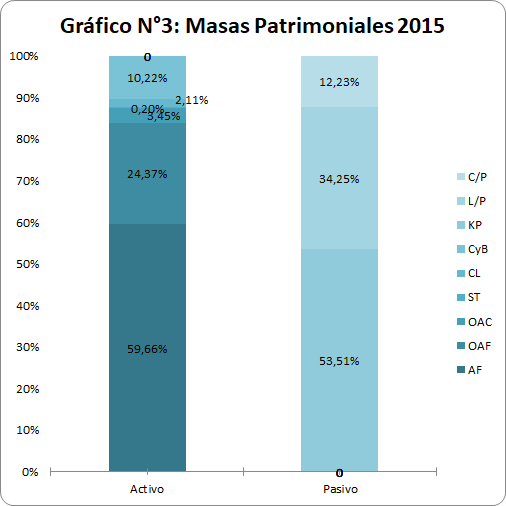 Gráfico N°3: Masas Patrimoniales 2015
100%
90%
80%
70%
60%
50%
40%
30%
20%
10%
0%
0
10,22%
2,11%
0,20%
3,45%
24,37%
59,66%
12,23%
34,25%
53,51%
0
Activo
Pasivo
C/P
L/P
KP
CyB
CL
ST
OAC
OAF
AF